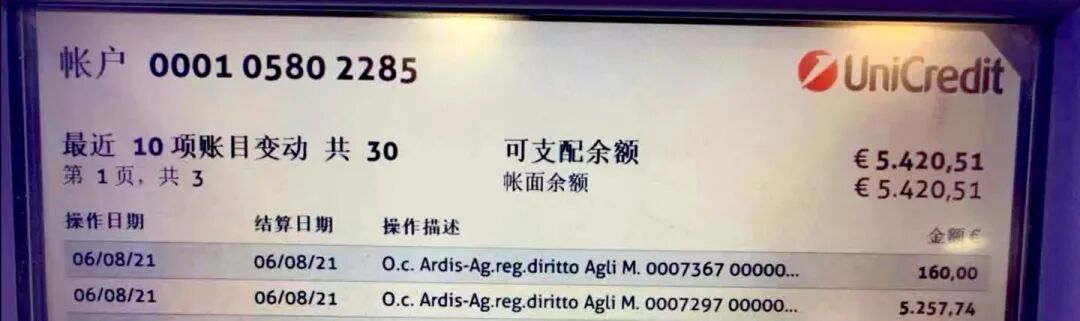 帐户 0001 0580 2285
UniCredit
最近 10 项账目变动 共 30
第 1 页, 共 3
可支配余额 € 5.420,51
帐面余额 € 5.420,51
操作日期 结算日期 操作描述 金额 €
06/08/21 06/08/21 O.c. Ardis-Ag.reg.diritto Agli M. 0007367 00000... 160,00
06/08/21 06/08/21 O.c. Ardis-Ag.reg.diritto Agli M. 0007297 00000... 5.257,74